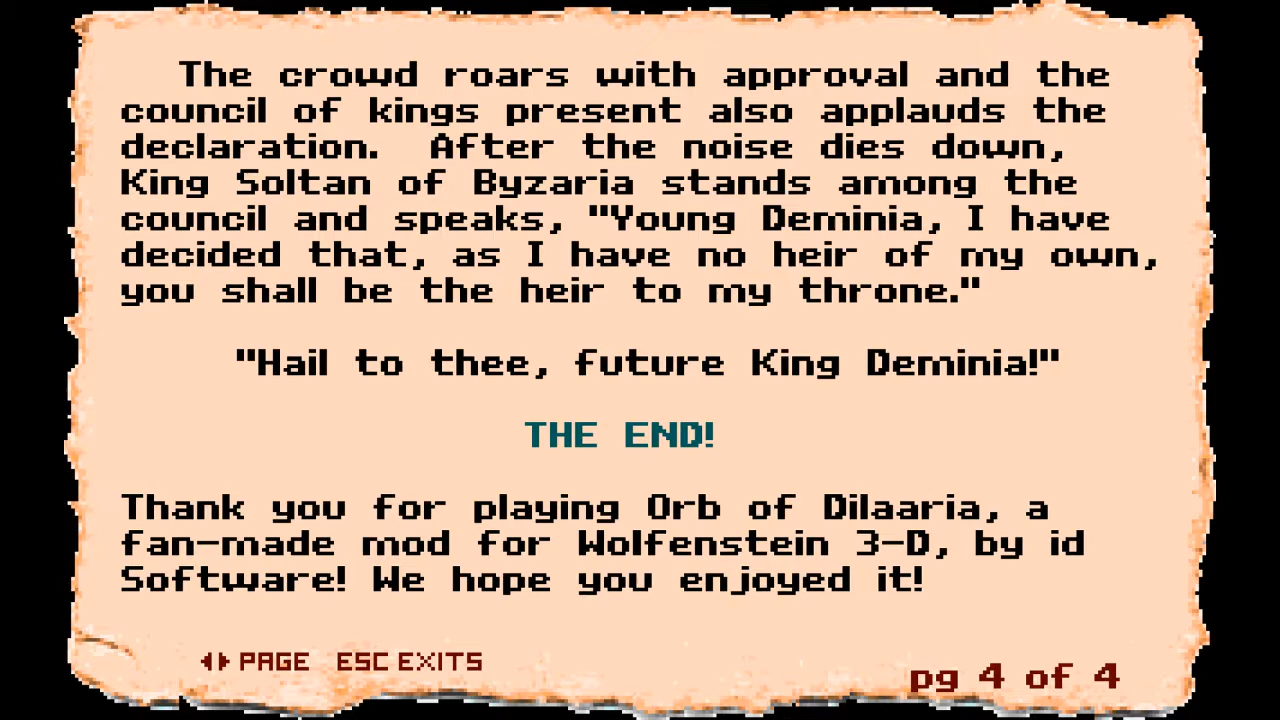 The crowd roars with approval and the
council of kings present also applauds the
declaration.  After the noise dies down,
King Soltan of Byzaria stands among the
council and speaks, "Young Deminia, I have
decided that, as I have no heir of my own,
you shall be the heir to my throne."
"Hail to thee, future King Deminia!"
THE END!
Thank you for playing Orb of Dilaaria, a
fan-made mod for Wolfenstein 3-D, by id
Software! We hope you enjoyed it!
PAGE ESC EXITS
pg 4 of 4